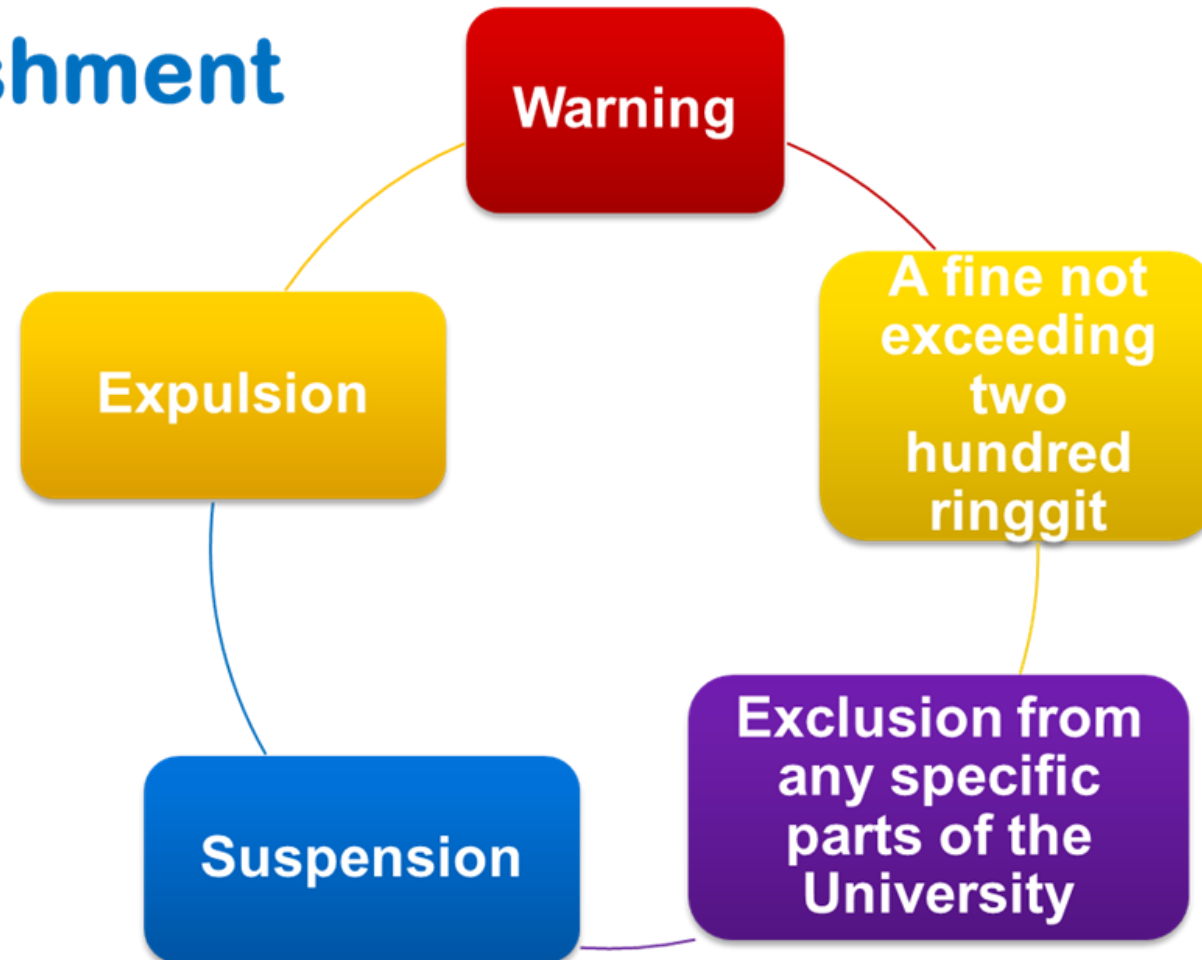 shment
Warning
A fine not
exceeding
two
hundred
ringgit
Exclusion from
any specific
parts of the
University
Suspension
Expulsion